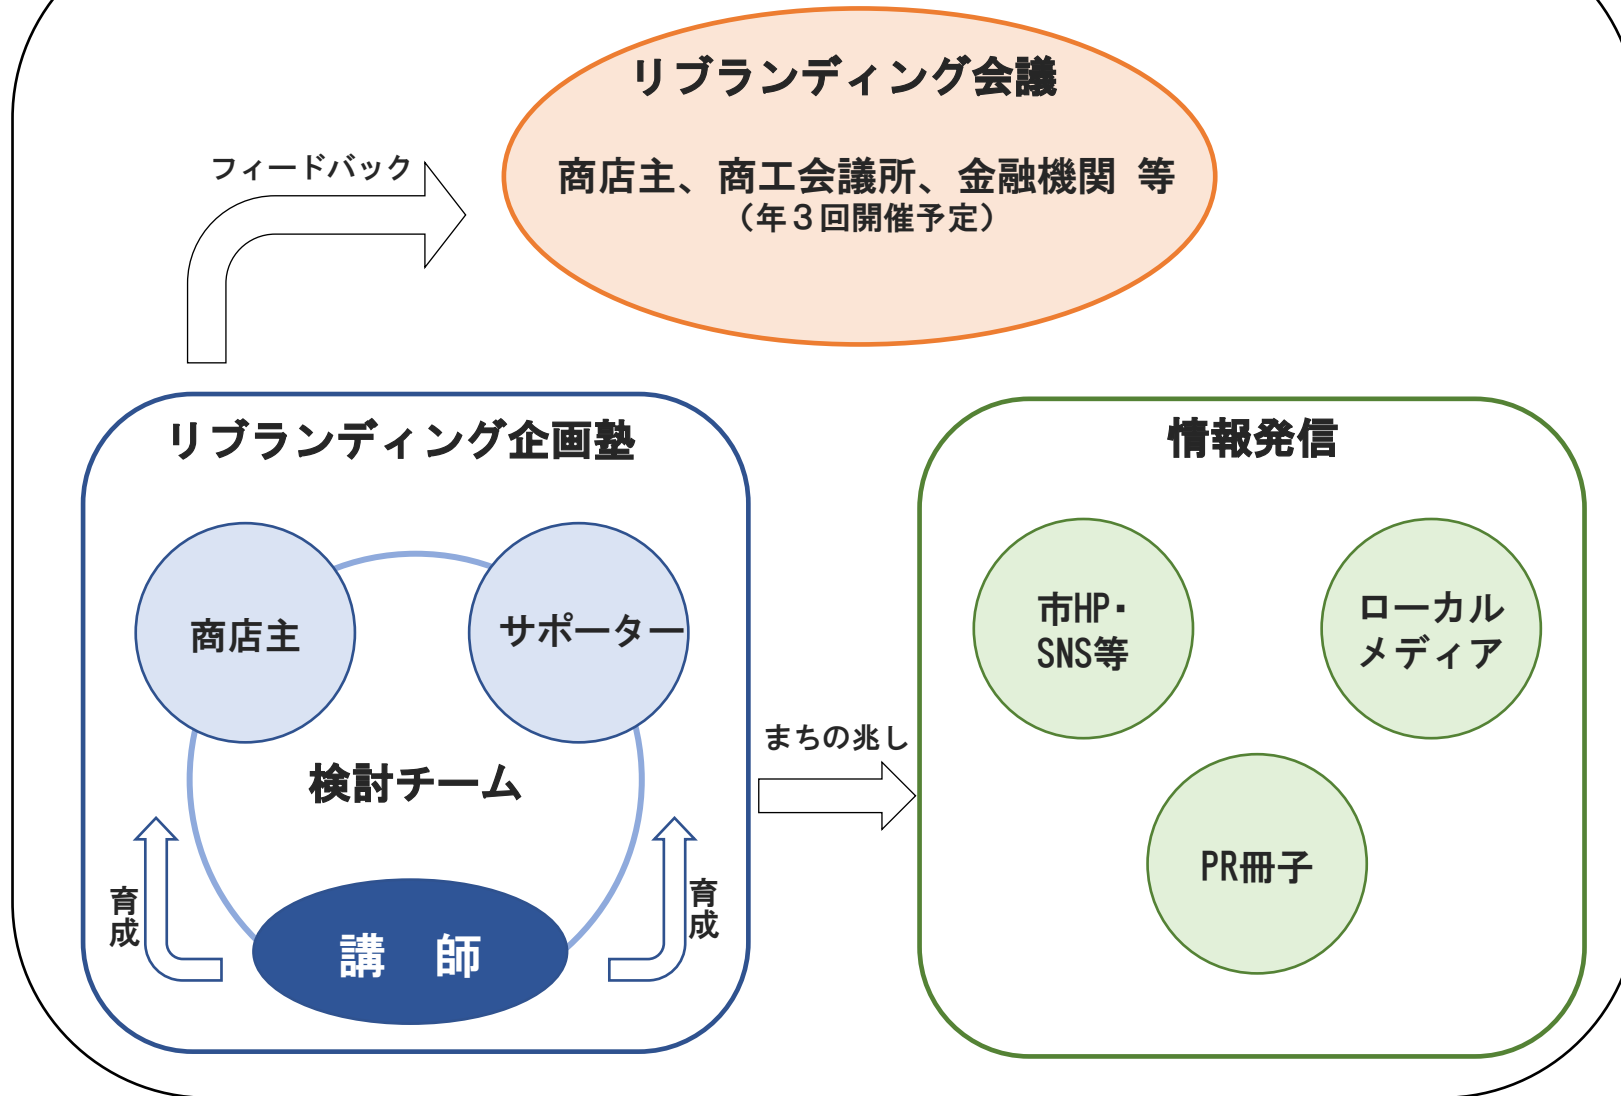 リブランディング会議
商店主、商工会議所、金融機関 等
（年３回開催予定）
フィードバック
リブランディング企画塾
商店主
サポーター
検討チーム
育成
育成
講　師
まちの兆し
情報発信
市HP・
SNS等
ローカル
メディア
PR冊子